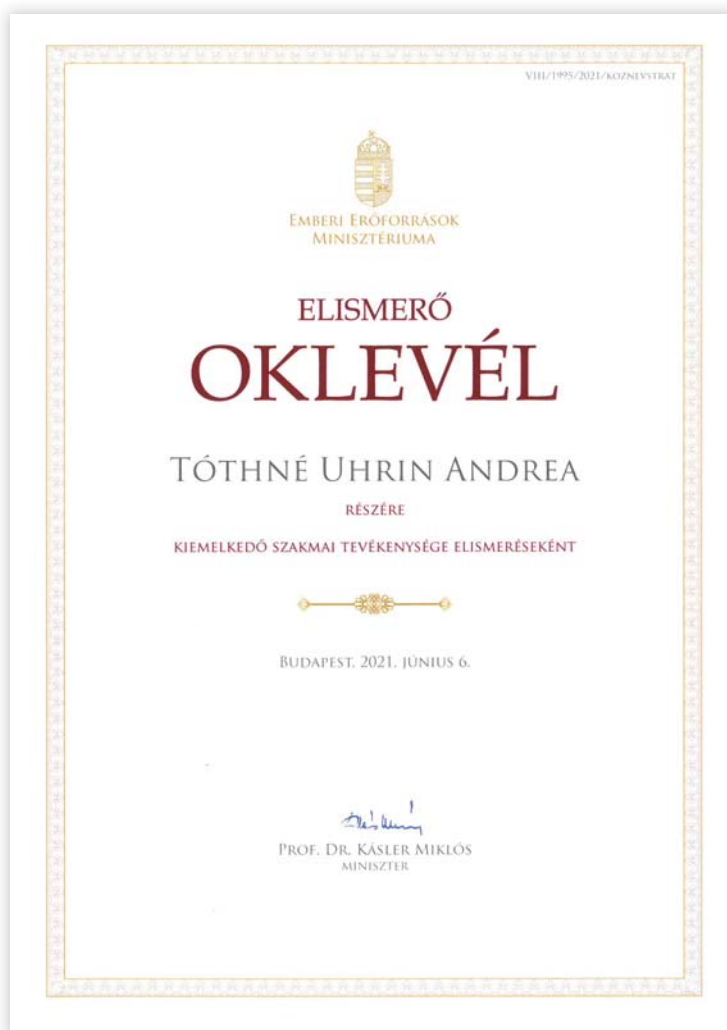 VIII/1995/2021/KOZNEVSTRAT
EMBERI ERŐFORRÁSOK
MINISZTÉRIUMA
ELISMERŐ
OKLEVÉL
TÓTHNÉ UHRIN ANDREA
RÉSZÉRE
KIEMELKEDŐ SZAKMAI TEVÉKENYSÉGE ELISMERÉSEKÉNT
BUDAPEST, 2021. JÚNIUS 6.
PROF. DR. KÁSLER MIKLÓS
MINISZTER